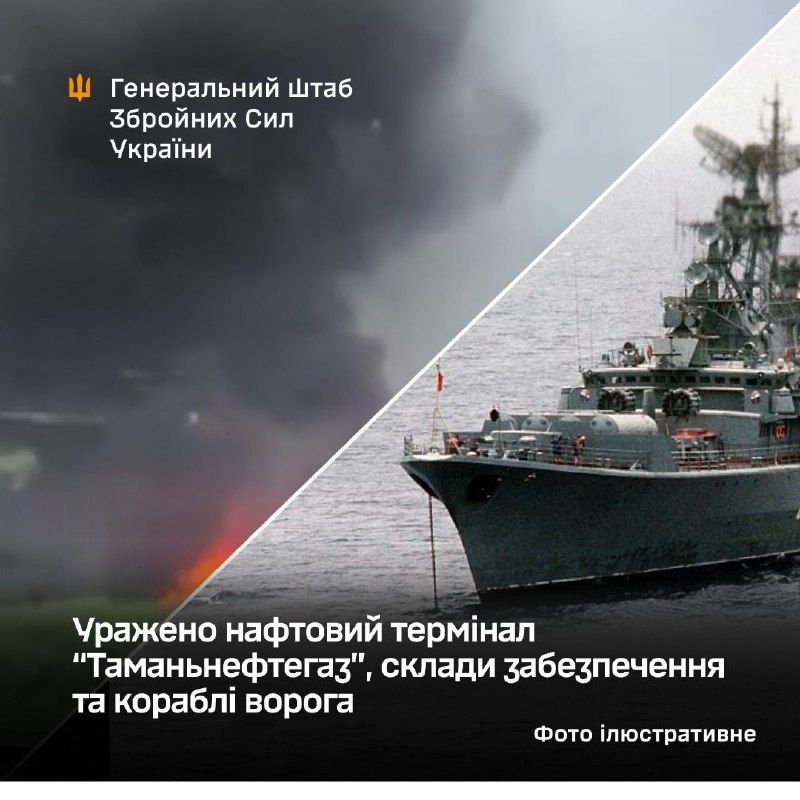 Генеральний штаб
Збройних Сил
України
Уражено нафтовий термінал
“Таманьнефтегаз”, склади забезпечення
та кораблі ворога
Фото ілюстративне